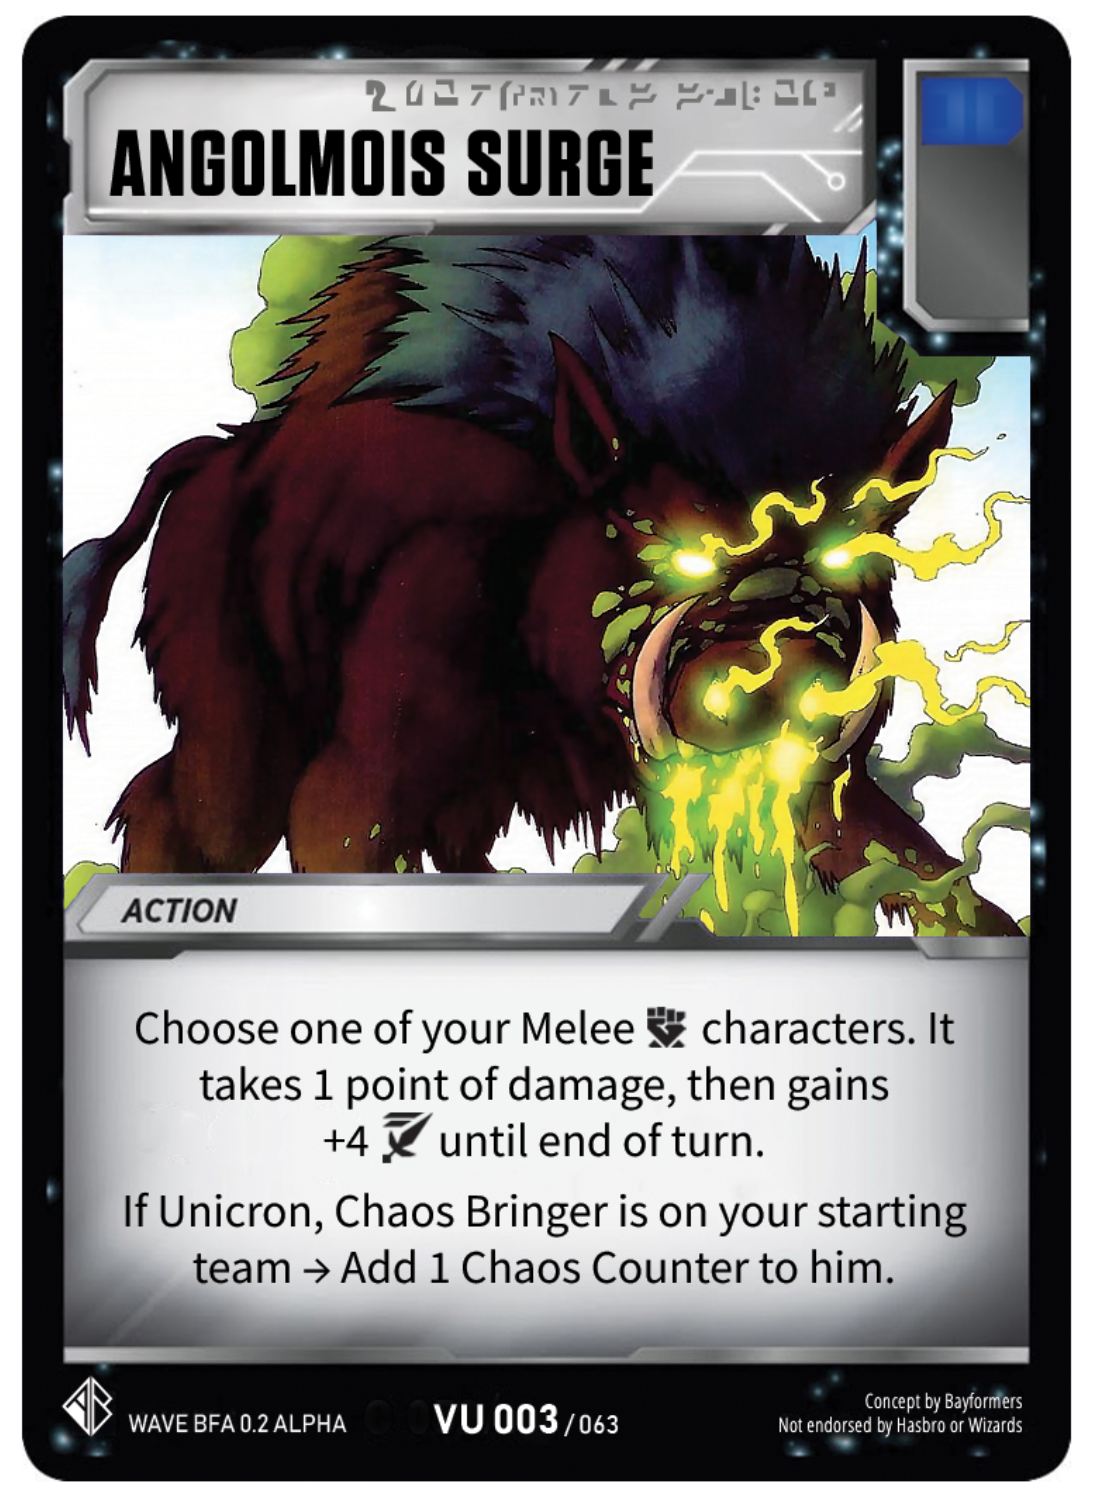 ANGOLMOIS SURGE
ACTION
Choose one of your Melee characters. It
takes 1 point of damage, then gains
+4 until end of turn.
If Unicron, Chaos Bringer is on your starting
team → Add 1 Chaos Counter to him.
WAVE BFA 0.2 ALPHA VU 003/063
Concept by Bayformers
Not endorsed by Hasbro or Wizards